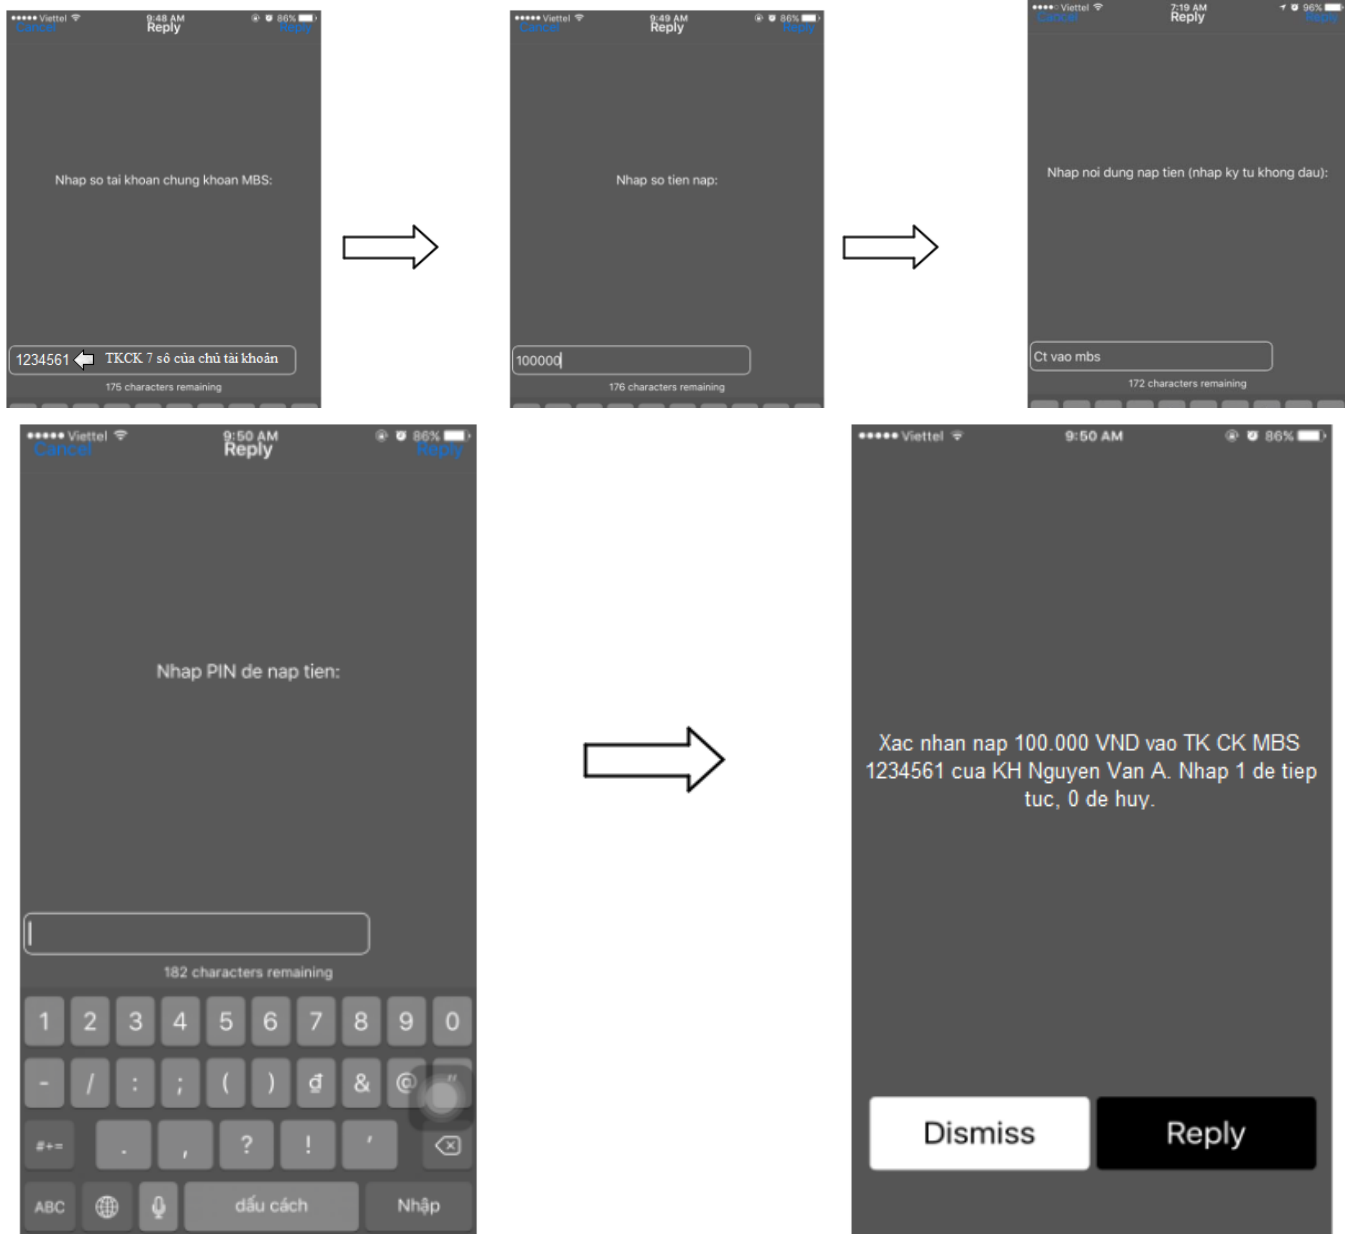 Viettel 9:48 AM 86%
Cancel Reply Reply
Nhap so tai khoan chung khoan MBS:
1234561 TKCK 7 số của chủ tài khoản
175 characters remaining
Viettel 9:49 AM 86%
Cancel Reply Reply
Nhap so tien nap:
100000
176 characters remaining
Viettel 7:19 AM 96%
Cancel Reply Reply
Nhap noi dung nap tien (nhap ky tu khong dau):
Ct vao mbs
172 characters remaining
Viettel 9:50 AM 86%
Cancel Reply Reply
Nhap PIN de nap tien:
182 characters remaining
1 2 3 4 5 6 7 8 9 0
- / : ; ( ) ₫ & @ "
#+= . , ? ! '
ABC dấu cách Nhập
Viettel 9:50 AM 86%
Xac nhan nap 100.000 VND vao TK CK MBS
1234561 cua KH Nguyen Van A. Nhap 1 de tiep
tuc, 0 de huy.
Dismiss Reply